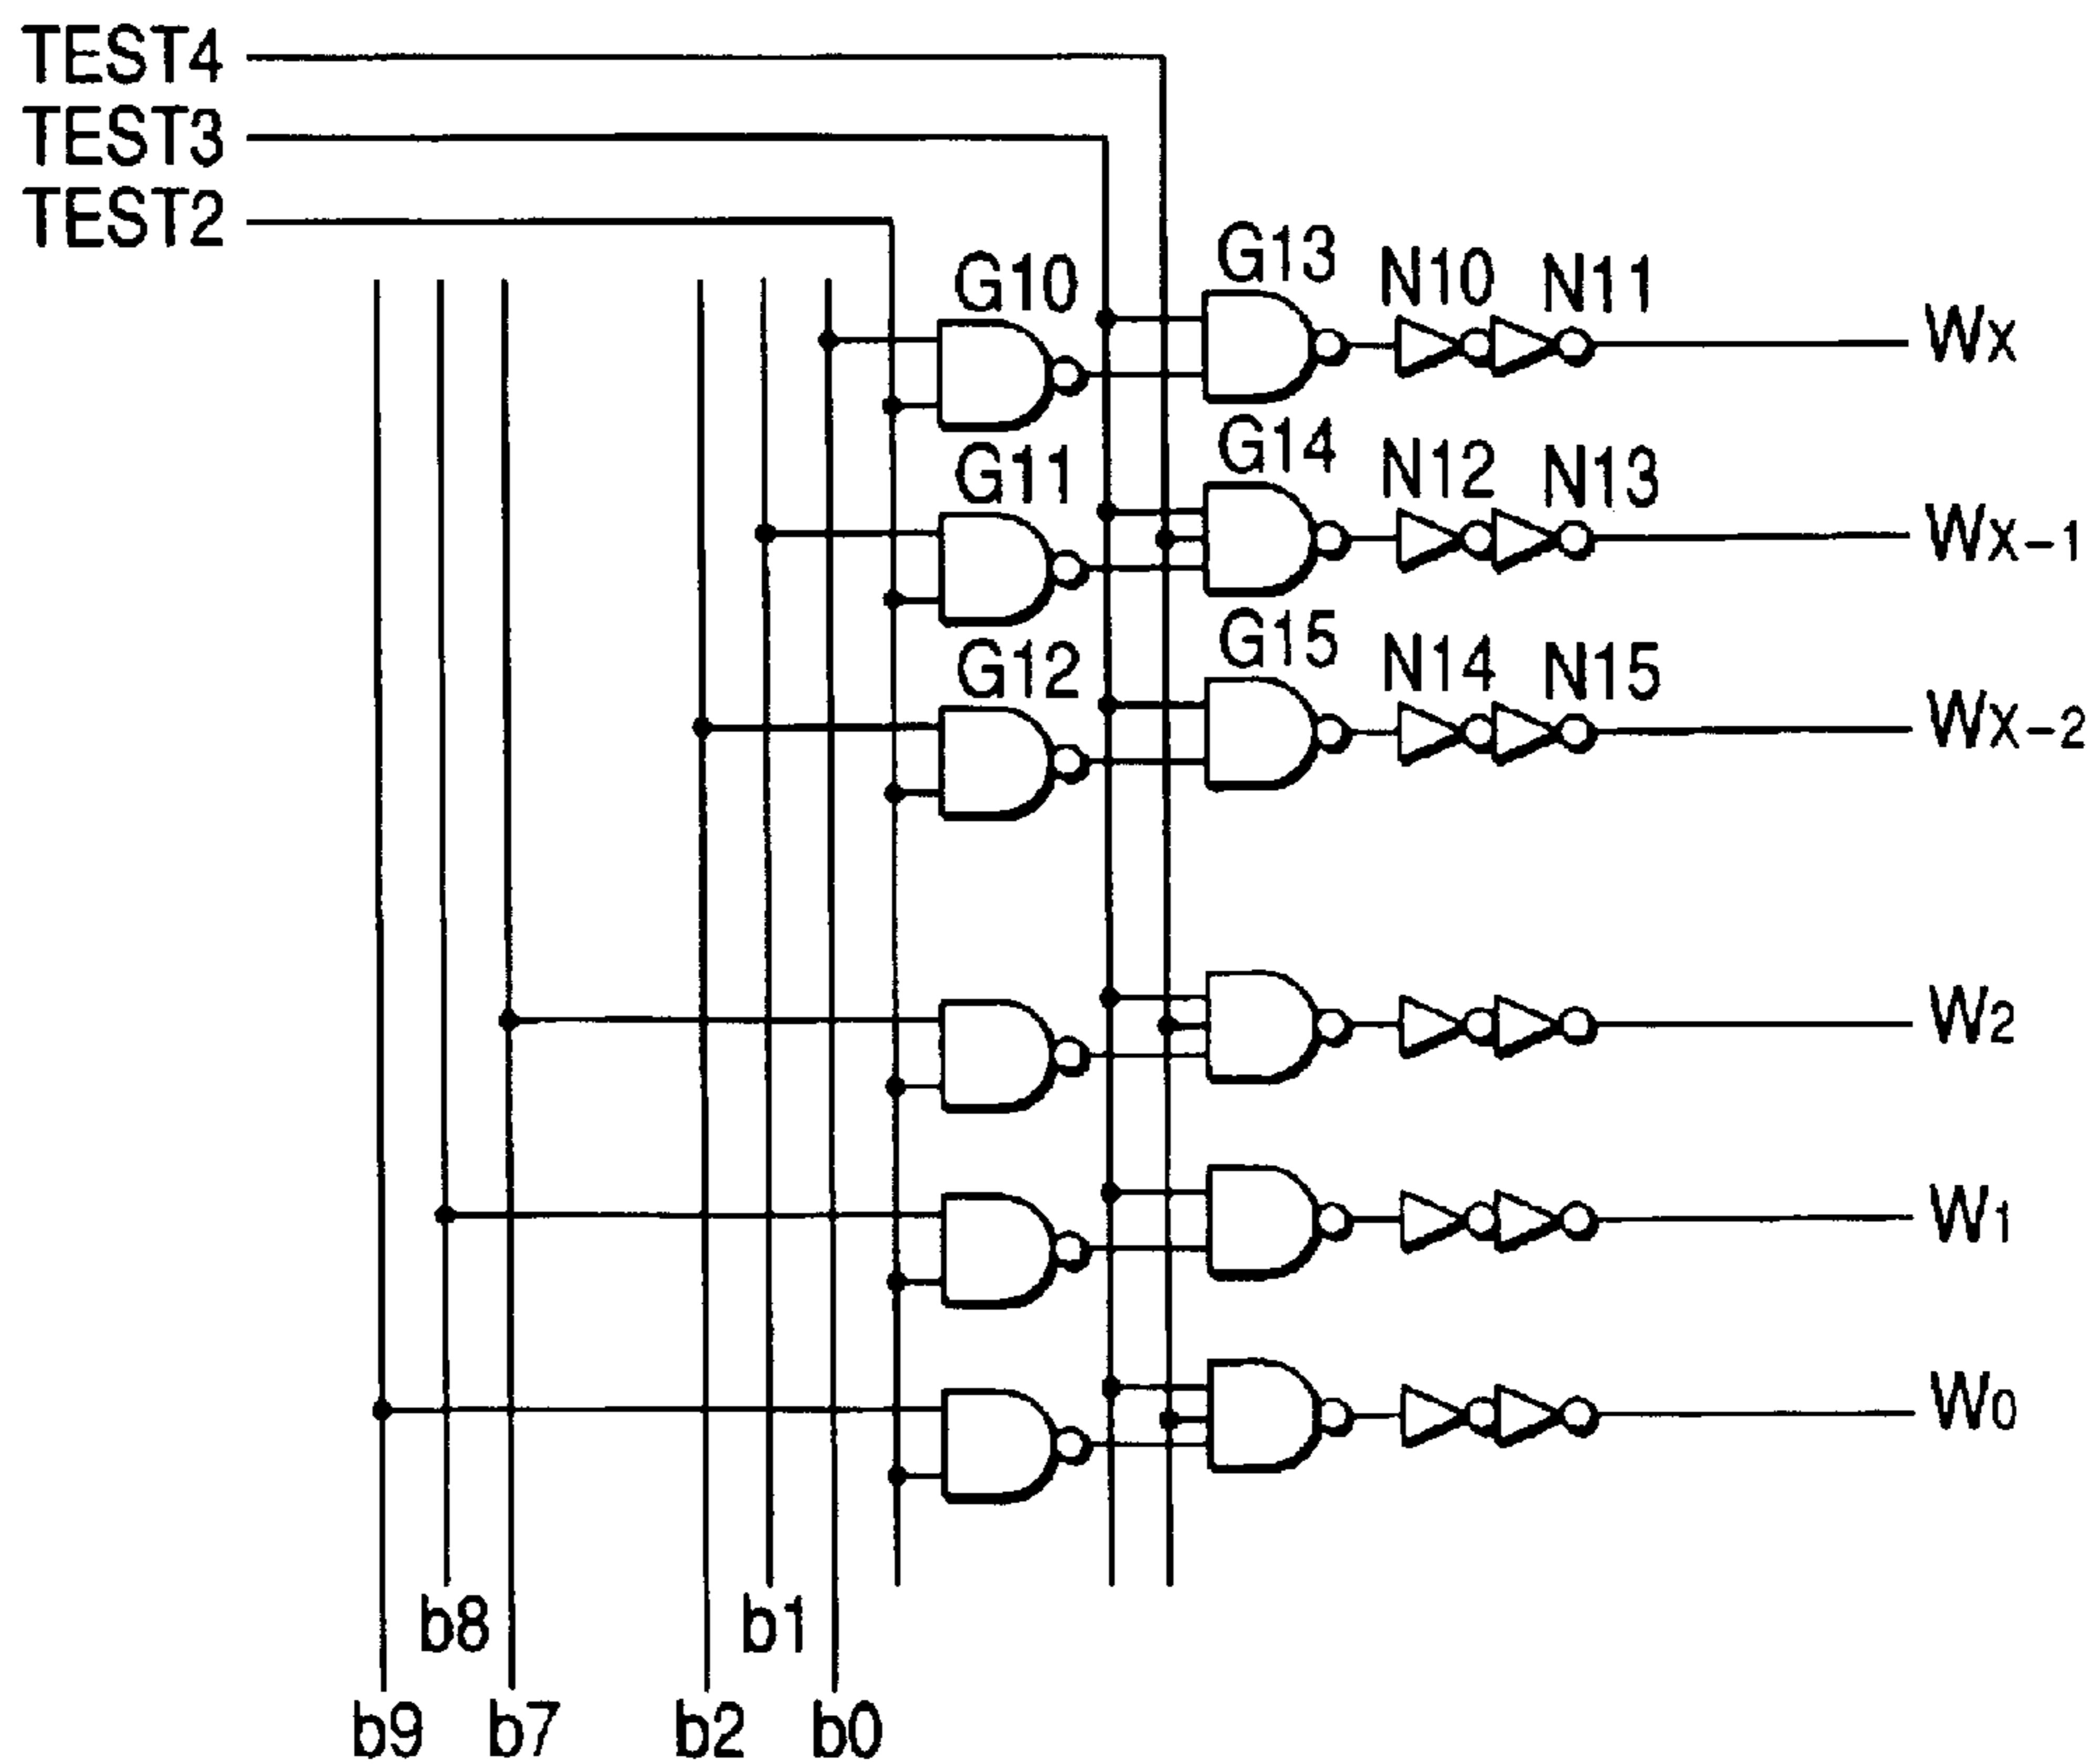 TEST4
TEST3
TEST2
G10
G13
N10
N11
Wx
G11
G14
N12
N13
Wx-1
G12
G15
N14
N15
Wx-2
W2
W1
W0
b8
b1
b9
b7
b2
b0